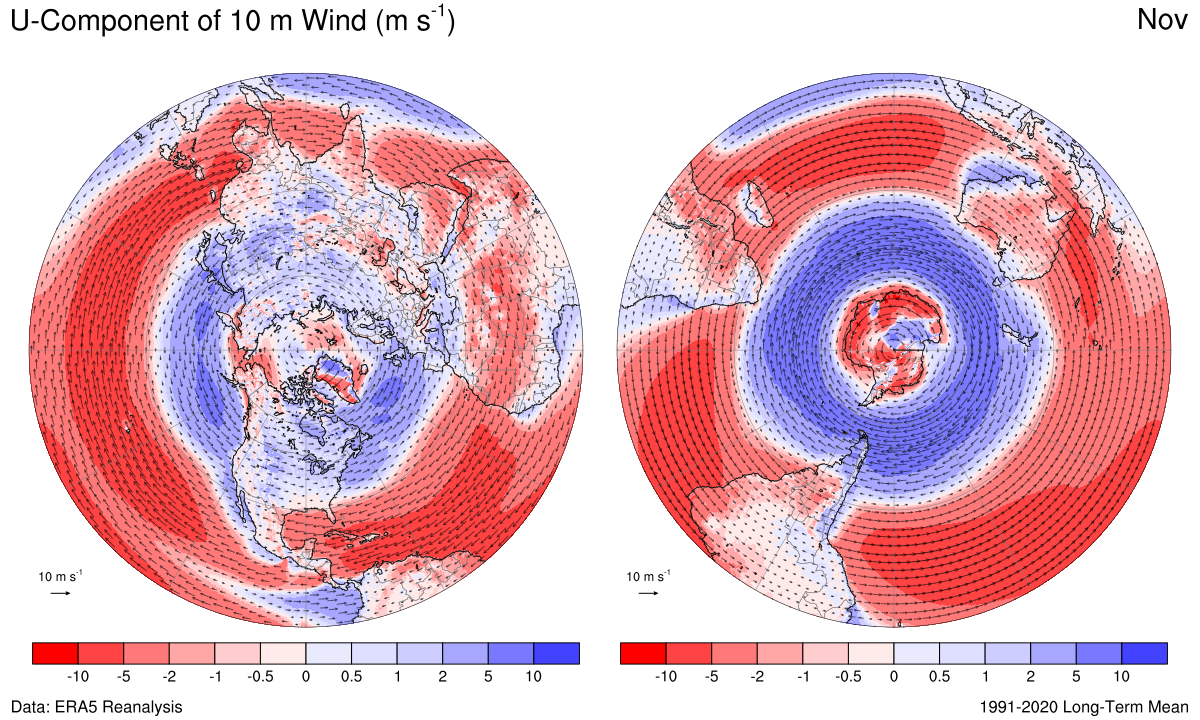 U-Component of 10 m Wind (m s⁻¹) Nov
10 m s⁻¹ 10 m s⁻¹
-10 -5 -2 -1 -0.5 0 0.5 1 2 5 10 -10 -5 -2 -1 -0.5 0 0.5 1 2 5 10
Data: ERA5 Reanalysis 1991-2020 Long-Term Mean